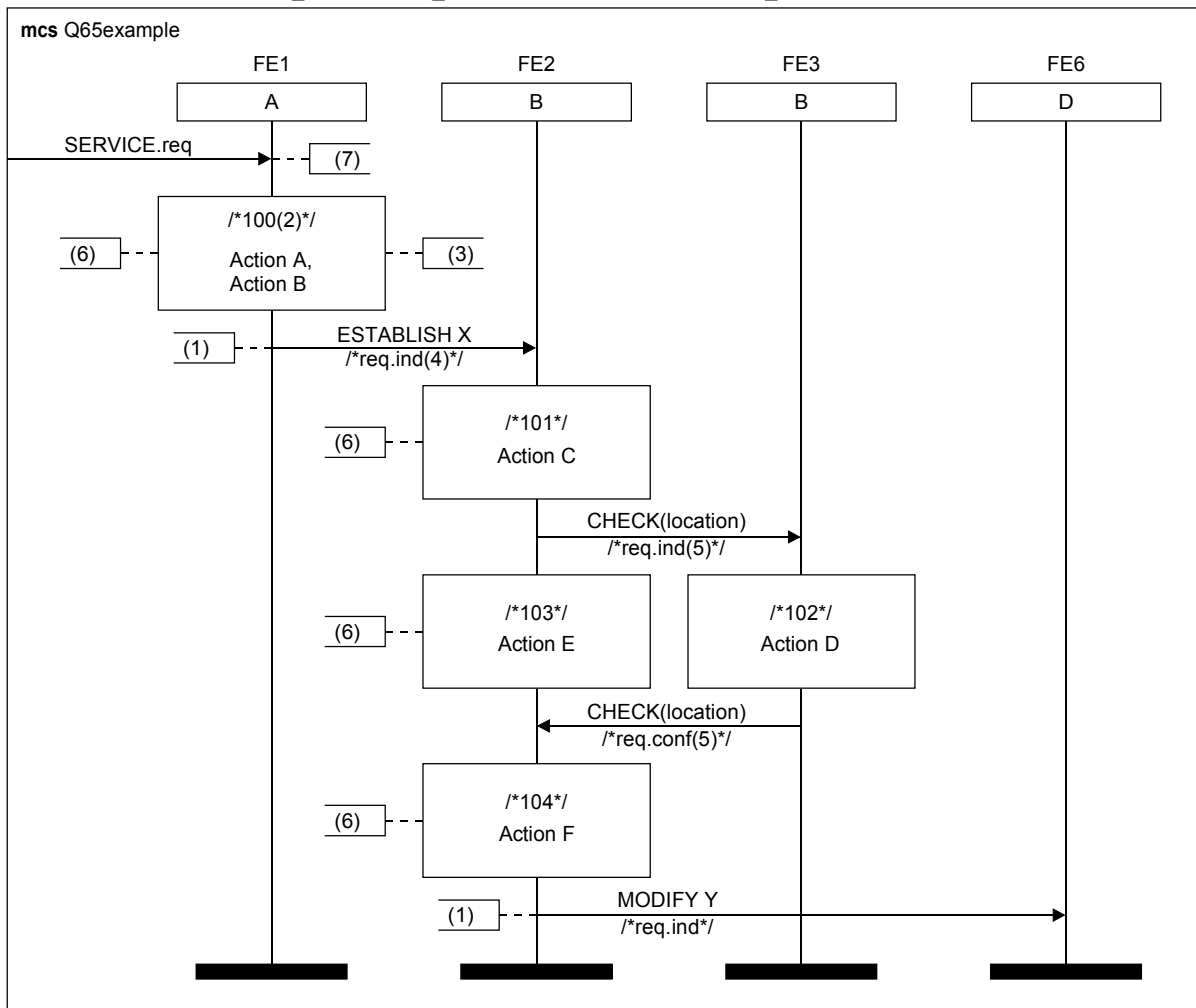 mcs Q65example
FE1 FE2 FE3 FE6
A B B D
SERVICE.req
(7)
/*100(2)*/
(6) (3)
Action A,
Action B
ESTABLISH X
(1)
/*req.ind(4)*/
/*101*/
(6)
Action C
CHECK(location)
/*req.ind(5)*/
/*103*/ /*102*/
(6)
Action E Action D
CHECK(location)
/*req.conf(5)*/
/*104*/
(6)
Action F
MODIFY Y
(1)
/*req.ind*/